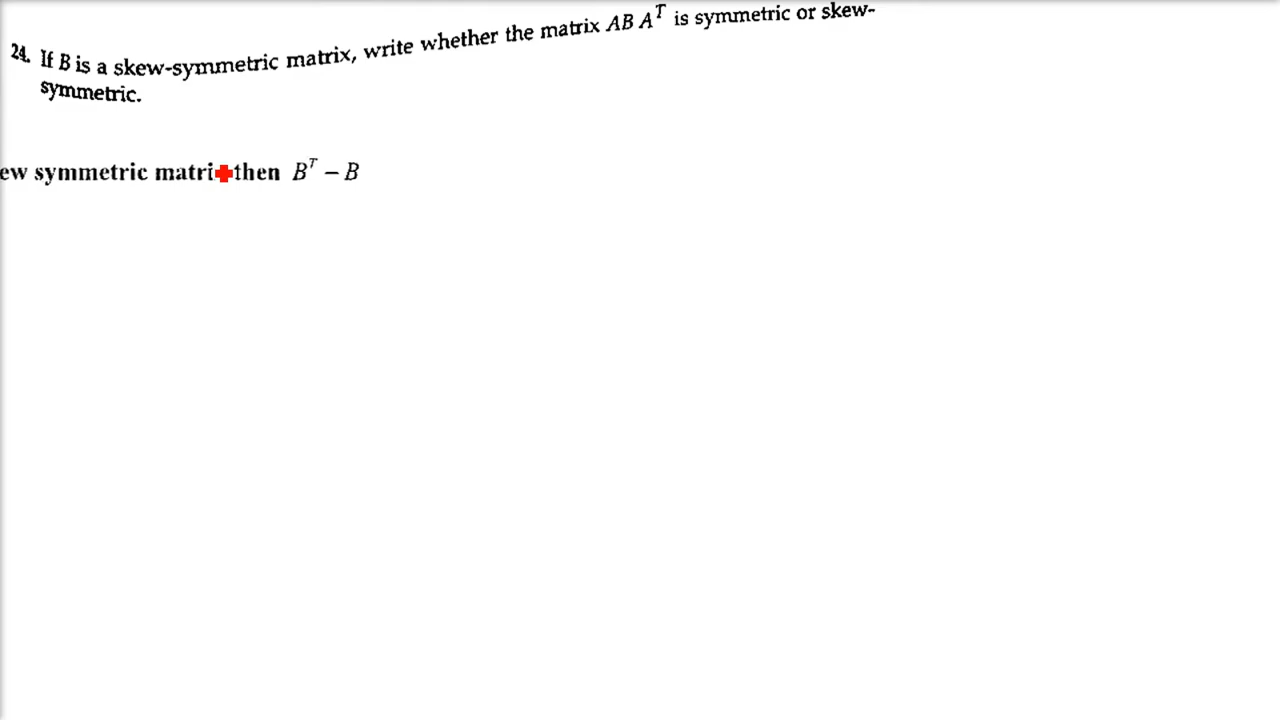 24. If B is a skew-symmetric matrix, write whether the matrix AB A^T is symmetric or skew-
symmetric.
ew symmetric matri then B^T – B